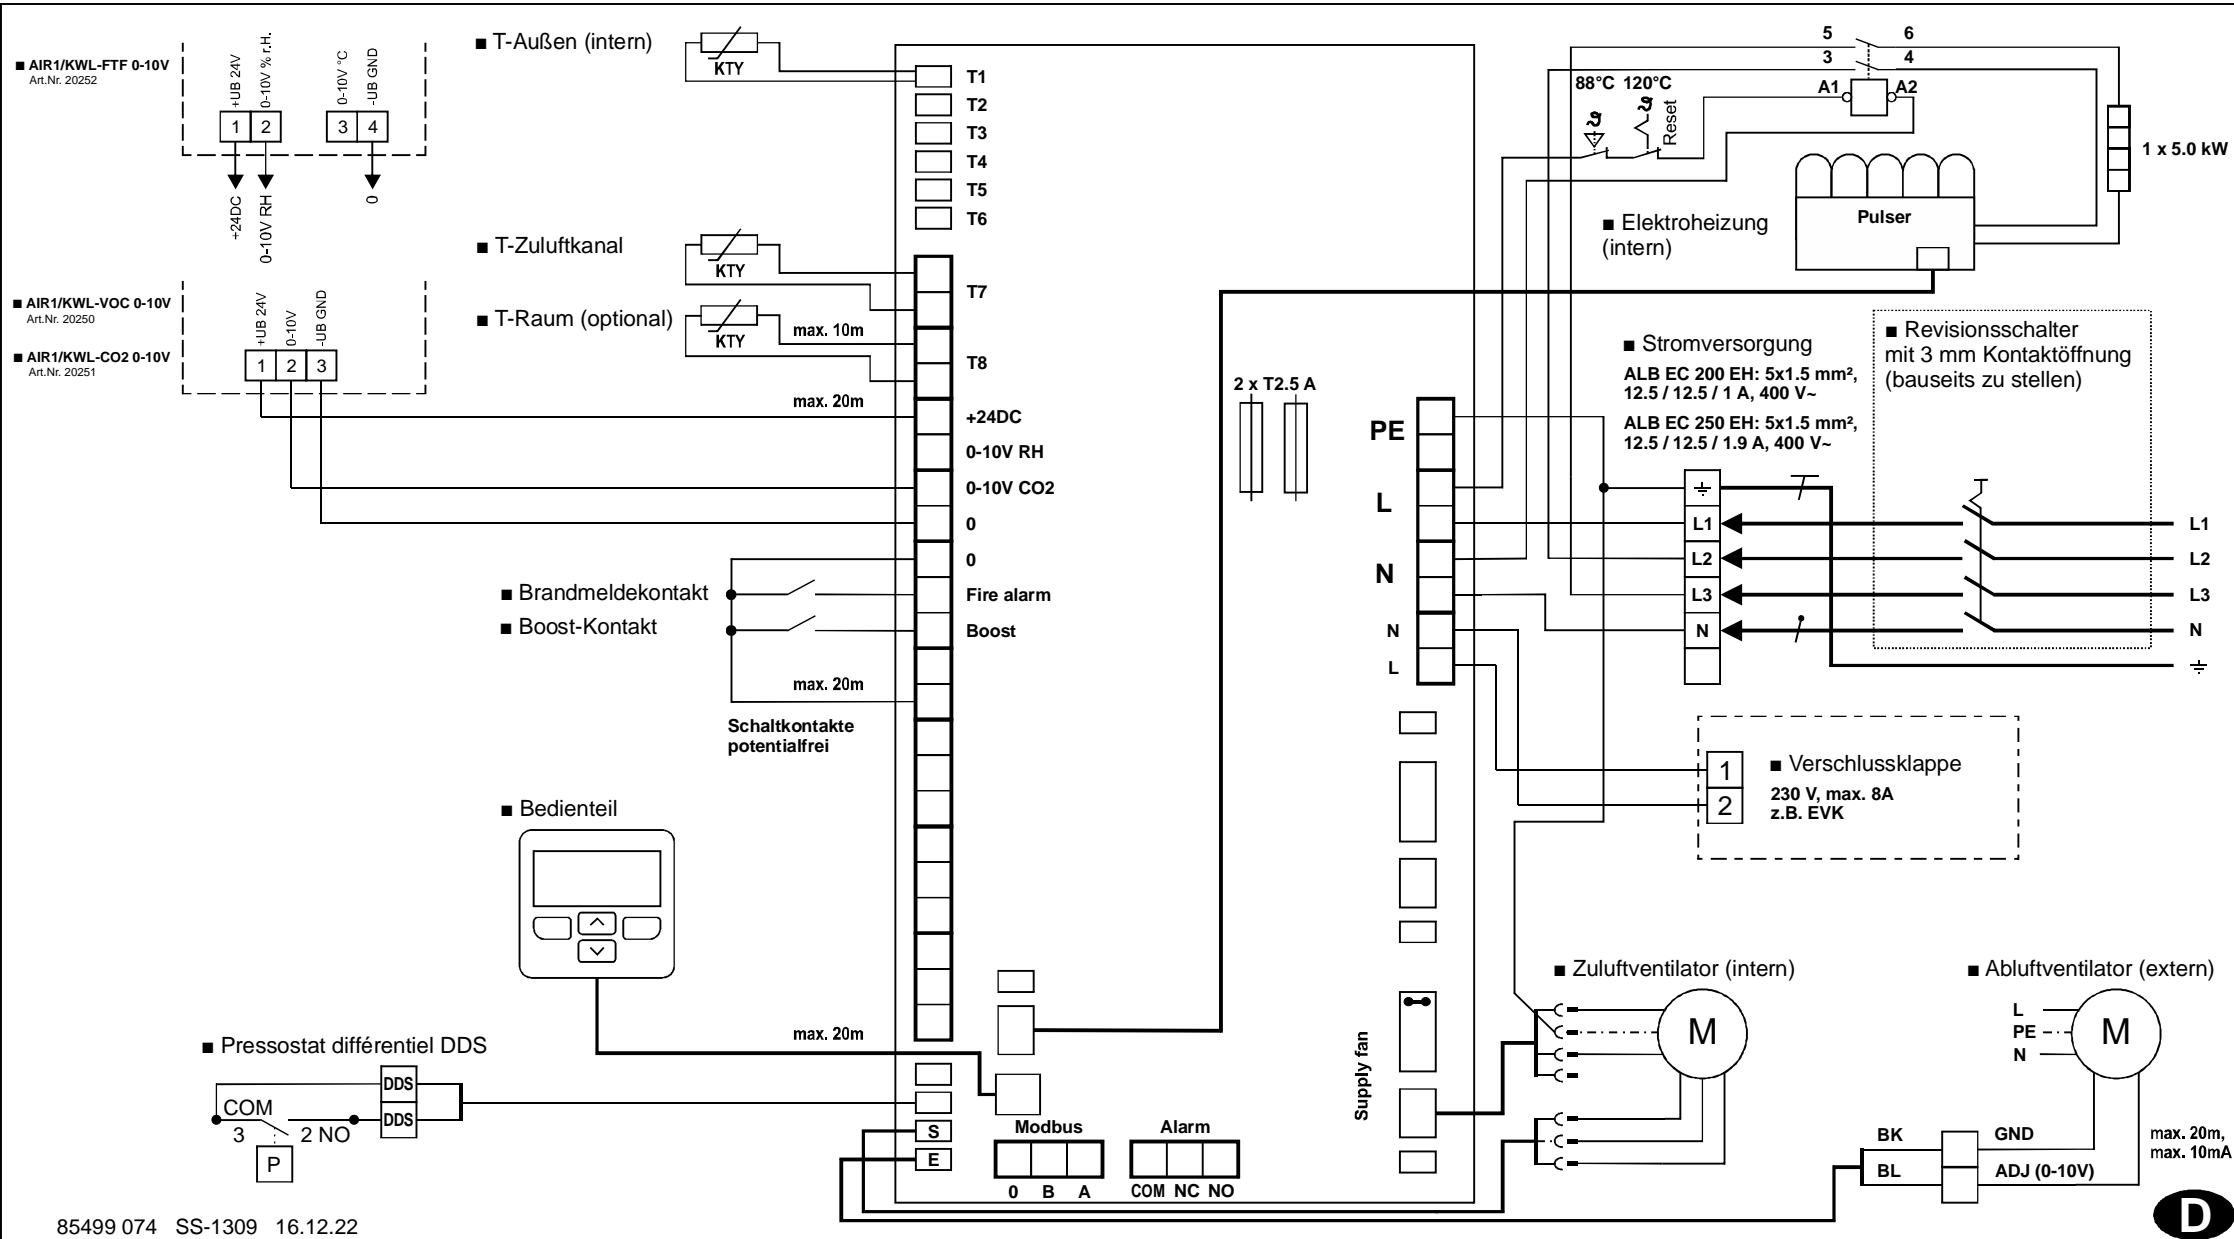 ■ AIR1/KWL-FTF 0-10V
Art.Nr. 20252
+UB 24V
0-10V % r.H.
0-10V °C
-UB GND
1 2 3 4
+24DC
0-10V RH
0
■ AIR1/KWL-VOC 0-10V
Art.Nr. 20250
■ AIR1/KWL-CO2 0-10V
Art.Nr. 20251
+UB 24V
0-10V
-UB GND
1 2 3
■ T-Außen (intern)
KTY
■ T-Zuluftkanal
KTY
■ T-Raum (optional)
KTY
max. 10m
max. 20m
T1
T2
T3
T4
T5
T6
T7
T8
+24DC
0-10V RH
0-10V CO2
0
0
Fire alarm
Boost
■ Brandmeldekontakt
■ Boost-Kontakt
max. 20m
Schaltkontakte
potentialfrei
■ Bedienteil
max. 20m
■ Pressostat différentiel DDS
DDS
DDS
COM
3
2 NO
P
S
E
Modbus
0 B A
Alarm
COM NC NO
2 x T2.5 A
PE
L
N
N
L
Supply fan
5 6
3 4
A1 A2
88°C 120°C
Reset
1 x 5.0 kW
Pulser
■ Elektroheizung
(intern)
■ Stromversorgung
ALB EC 200 EH: 5x1.5 mm²,
12.5 / 12.5 / 1 A, 400 V~
ALB EC 250 EH: 5x1.5 mm²,
12.5 / 12.5 / 1.9 A, 400 V~
■ Revisionsschalter
mit 3 mm Kontaktöffnung
(bauseits zu stellen)
L1
L2
L3
N
L1
L2
L3
N
1
2
■ Verschlussklappe
230 V, max. 8A
z.B. EVK
■ Zuluftventilator (intern)
M
■ Abluftventilator (extern)
L
PE
N
M
BK
BL
GND
ADJ (0-10V)
max. 20m,
max. 10mA
85499 074 SS-1309 16.12.22
D